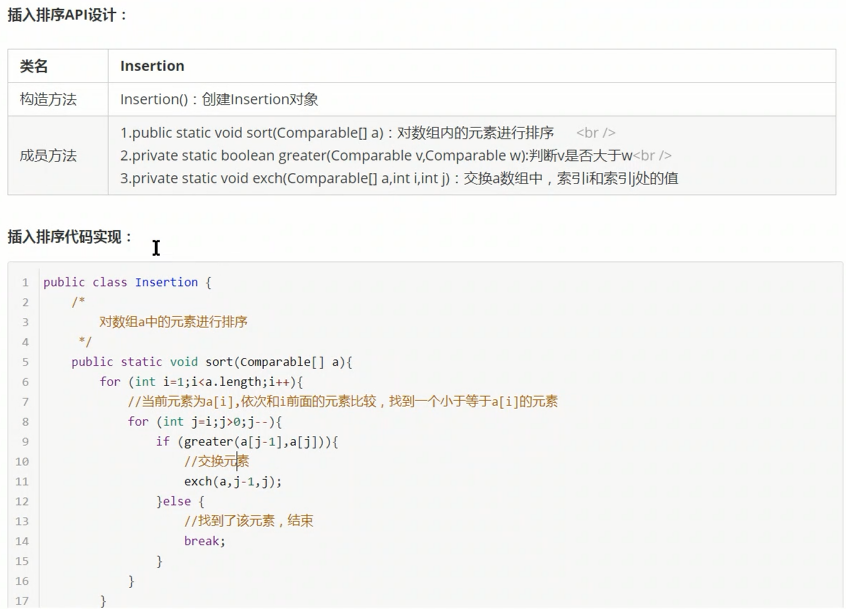 插入排序API设计：
类名 Insertion
构造方法 Insertion()：创建Insertion对象
成员方法
1.public static void sort(Comparable[] a)：对数组内的元素进行排序 <br />
2.private static boolean greater(Comparable v,Comparable w):判断v是否大于w<br />
3.private static void exch(Comparable[] a,int i,int j)：交换a数组中，索引i和索引j处的值
插入排序代码实现：
1 public class Insertion {
2 /*
3 对数组a中的元素进行排序
4 */
5 public static void sort(Comparable[] a){
6 for (int i=1;i<a.length;i++){
7 //当前元素为a[i],依次和i前面的元素比较，找到一个小于等于a[i]的元素
8 for (int j=i;j>0;j--){
9 if (greater(a[j-1],a[j])){
10 //交换元素
11 exch(a,j-1,j);
12 }else {
13 //找到了该元素，结束
14 break;
15 }
16 }
17 }